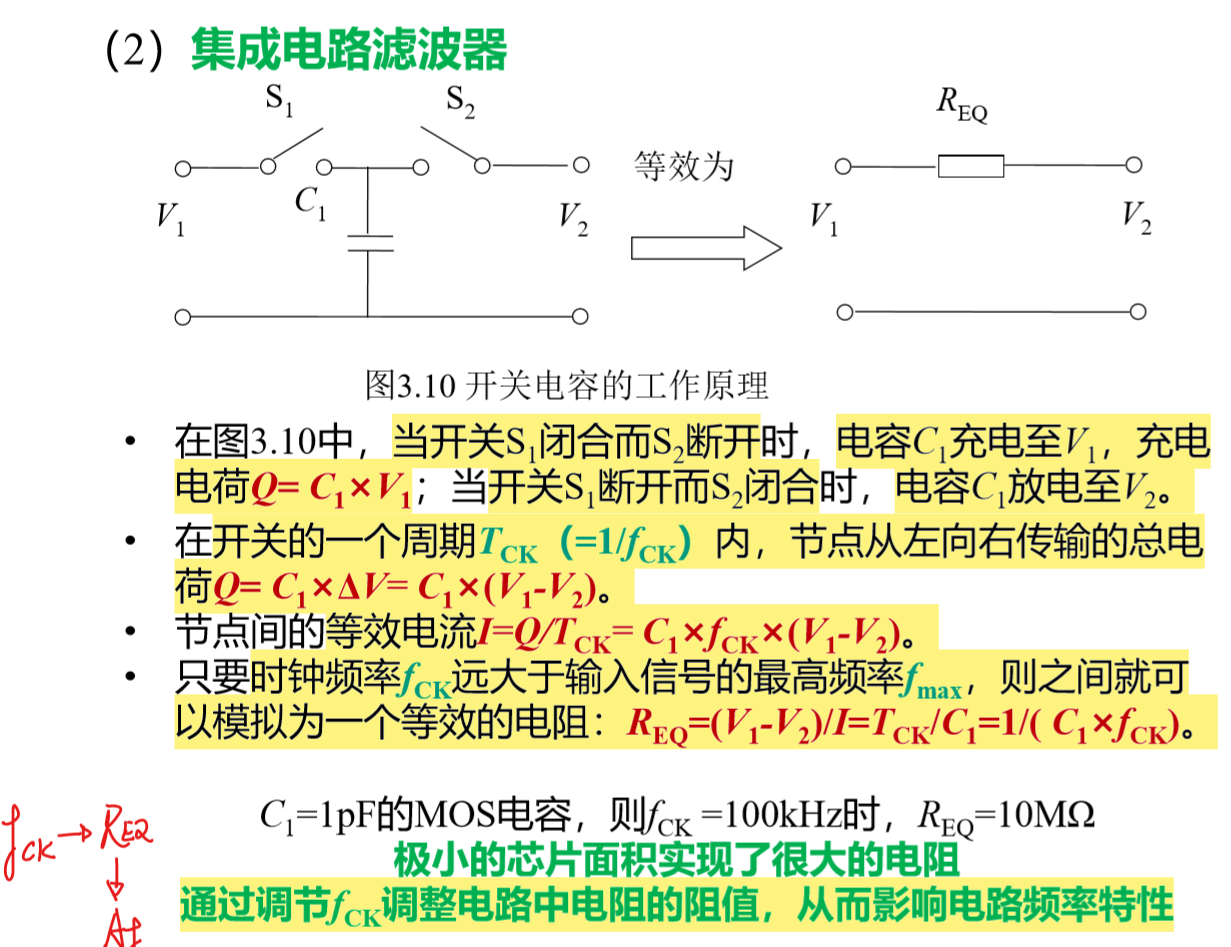 （2）集成电路滤波器
S1 S2 REQ
等效为
C1
V1 V2 V1 V2
图3.10 开关电容的工作原理
• 在图3.10中，当开关S1闭合而S2断开时，电容C1充电至V1，充电
电荷Q= C1×V1；当开关S1断开而S2闭合时，电容C1放电至V2。
• 在开关的一个周期TCK（=1/fCK）内，节点从左向右传输的总电
荷Q= C1×ΔV= C1×(V1-V2)。
• 节点间的等效电流I=Q/TCK= C1×fCK×(V1-V2)。
• 只要时钟频率fCK远大于输入信号的最高频率fmax，则之间就可
以模拟为一个等效的电阻：REQ=(V1-V2)/I=TCK/C1=1/( C1×fCK)。
C1=1pF的MOS电容，则fCK =100kHz时，REQ=10MΩ
fCK→REQ
↓
极小的芯片面积实现了很大的电阻
通过调节fCK调整电路中电阻的阻值，从而影响电路频率特性